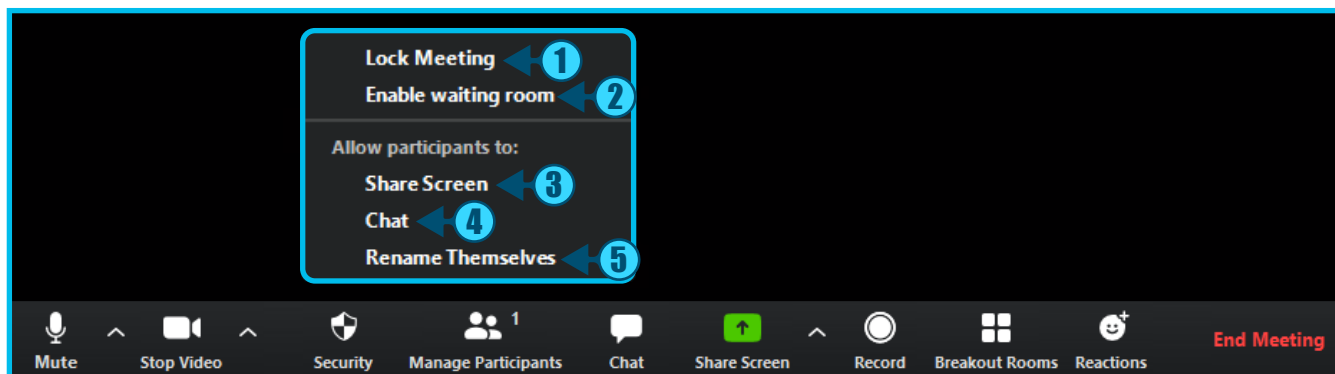 Lock Meeting 1
Enable waiting room 2
Allow participants to:
Share Screen 3
Chat 4
Rename Themselves 5
1
Mute Stop Video Security Manage Participants Chat Share Screen Record Breakout Rooms Reactions End Meeting